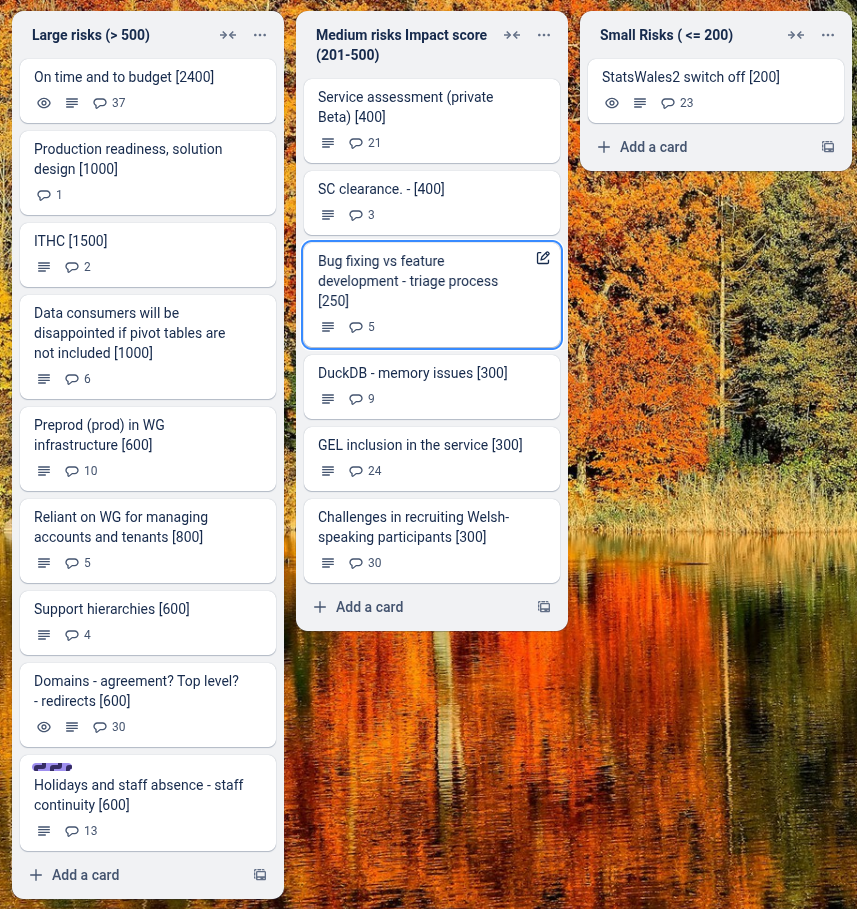 Large risks (> 500)
On time and to budget [2400]
37
Production readiness, solution
design [1000]
1
ITHC [1500]
2
Data consumers will be
disappointed if pivot tables are
not included [1000]
6
Preprod (prod) in WG
infrastructure [600]
10
Reliant on WG for managing
accounts and tenants [800]
5
Support hierarchies [600]
4
Domains - agreement? Top level?
- redirects [600]
30
Holidays and staff absence - staff
continuity [600]
13
Add a card
Medium risks Impact score
(201-500)
Service assessment (private
Beta) [400]
21
SC clearance. - [400]
3
Bug fixing vs feature
development - triage process
[250]
5
DuckDB - memory issues [300]
9
GEL inclusion in the service [300]
24
Challenges in recruiting Welsh-
speaking participants [300]
30
Add a card
Small Risks ( <= 200)
StatsWales2 switch off [200]
23
Add a card